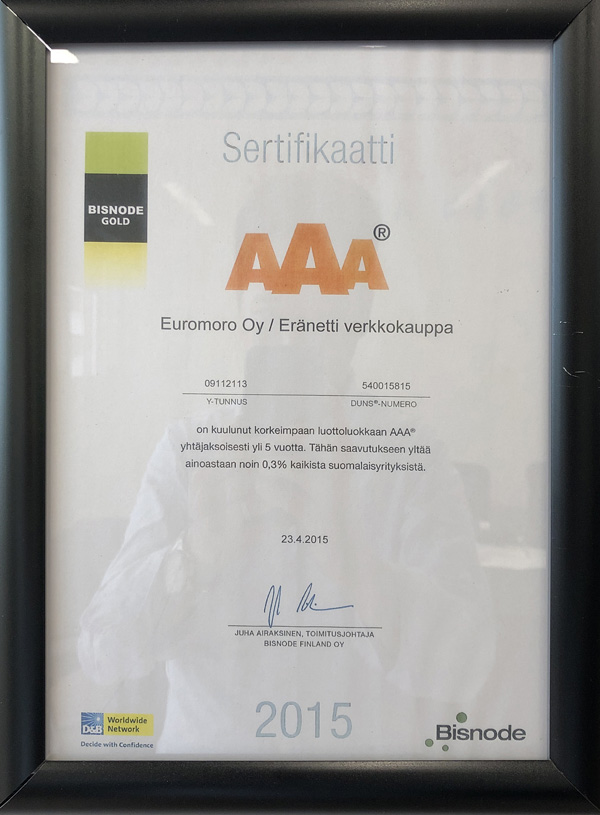 Sertifikaatti
BISNODE
GOLD
AAA®
Euromoro Oy / Eränetti verkkokauppa
09112113 540015815
Y-TUNNUS DUNS®-NUMERO
on kuulunut korkeimpaan luottoluokkaan AAA®
yhtäjaksoisesti yli 5 vuotta. Tähän saavutukseen yltää
ainoastaan noin 0,3% kaikista suomalaisyrityksistä.
23.4.2015
JUHA AIRAKSINEN, TOIMITUSJOHTAJA
BISNODE FINLAND OY
2015
D&B Worldwide
Network
Decide with Confidence
Bisnode